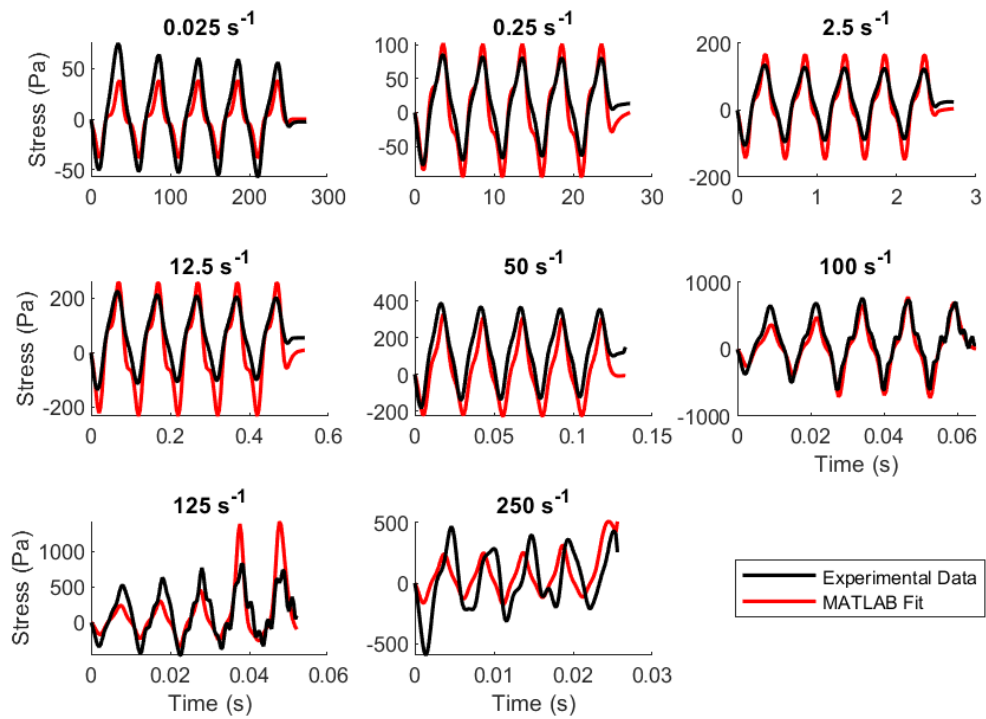 0.025 s⁻¹
0.25 s⁻¹
2.5 s⁻¹
Stress (Pa)
50
0
-50
0 100 200 300
100
50
0
-50
0 10 20 30
200
0
-200
0 1 2 3
12.5 s⁻¹
50 s⁻¹
100 s⁻¹
Stress (Pa)
200
0
-200
0 0.2 0.4 0.6
400
200
0
-200
0 0.05 0.1 0.15
1000
0
-1000
0 0.02 0.04 0.06
Time (s)
125 s⁻¹
250 s⁻¹
Stress (Pa)
1000
500
0
0 0.02 0.04 0.06
Time (s)
500
0
-500
0 0.01 0.02 0.03
Time (s)
Experimental Data
MATLAB Fit